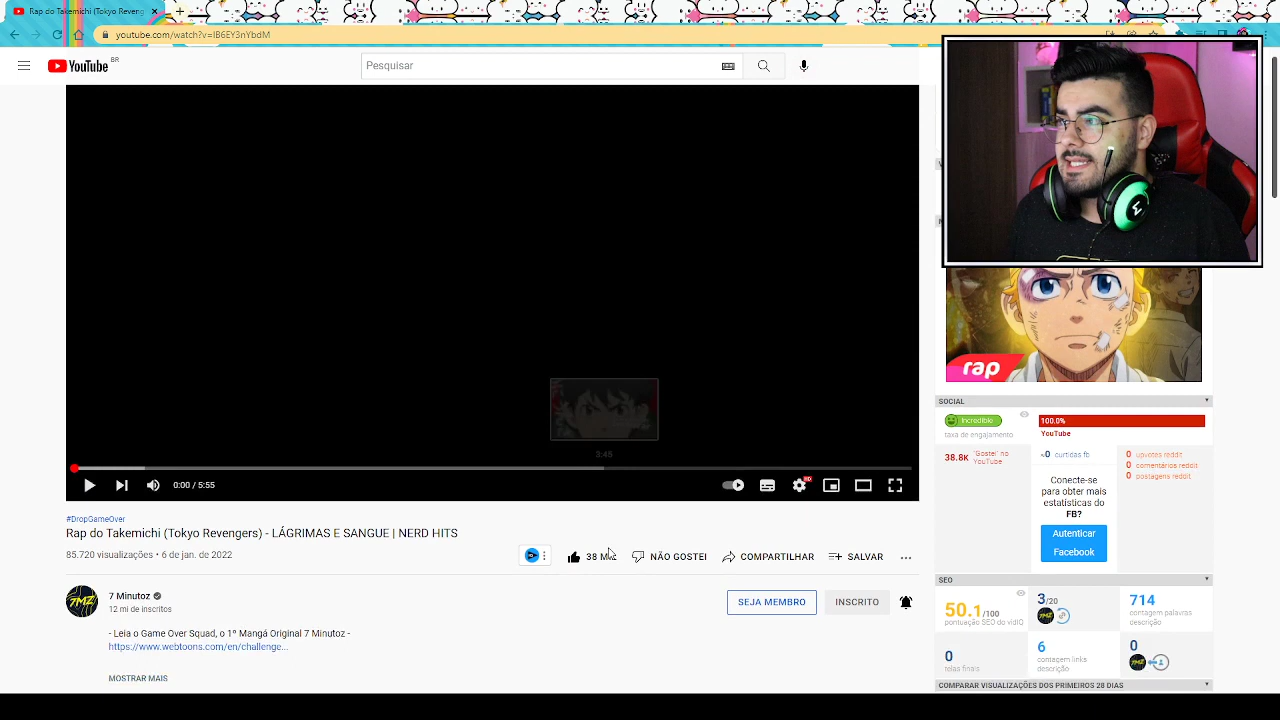 Rap do Takemichi (Tokyo Reveng
youtube.com/watch?v=IB6EY3nYbdM
YouTube BR
Pesquisar
rap
3:45
0:00 / 5:55
#DropGameOver
Rap do Takemichi (Tokyo Revengers) - LÁGRIMAS E SANGUE | NERD HITS
85.720 visualizações • 6 de jan. de 2022
38 NÃO GOSTEI COMPARTILHAR SALVAR
7MZ 7 Minutoz
12 mi de inscritos
SEJA MEMBRO INSCRITO
- Leia o Game Over Squad, o 1º Mangá Original 7 Minutoz -
https://www.webtoons.com/en/challenge...
MOSTRAR MAIS
SOCIAL
Incredible
taxa de engajamento
100.0%
YouTube
38.8K "Gostei" no
YouTube
≈0 curtidas fb
Conecte-se
para obter mais
estatísticas do
FB?
Autenticar
Facebook
0 upvotes reddit
0 comentários reddit
0 postagens reddit
SEO
50.1/100
pontuação SEO do vidIQ
3/20
714
contagem palavras
descrição
0
telas finais
6
contagem link
descrição
0
COMPARAR VISUALIZAÇÕES DOS PRIMEIROS 28 DIAS